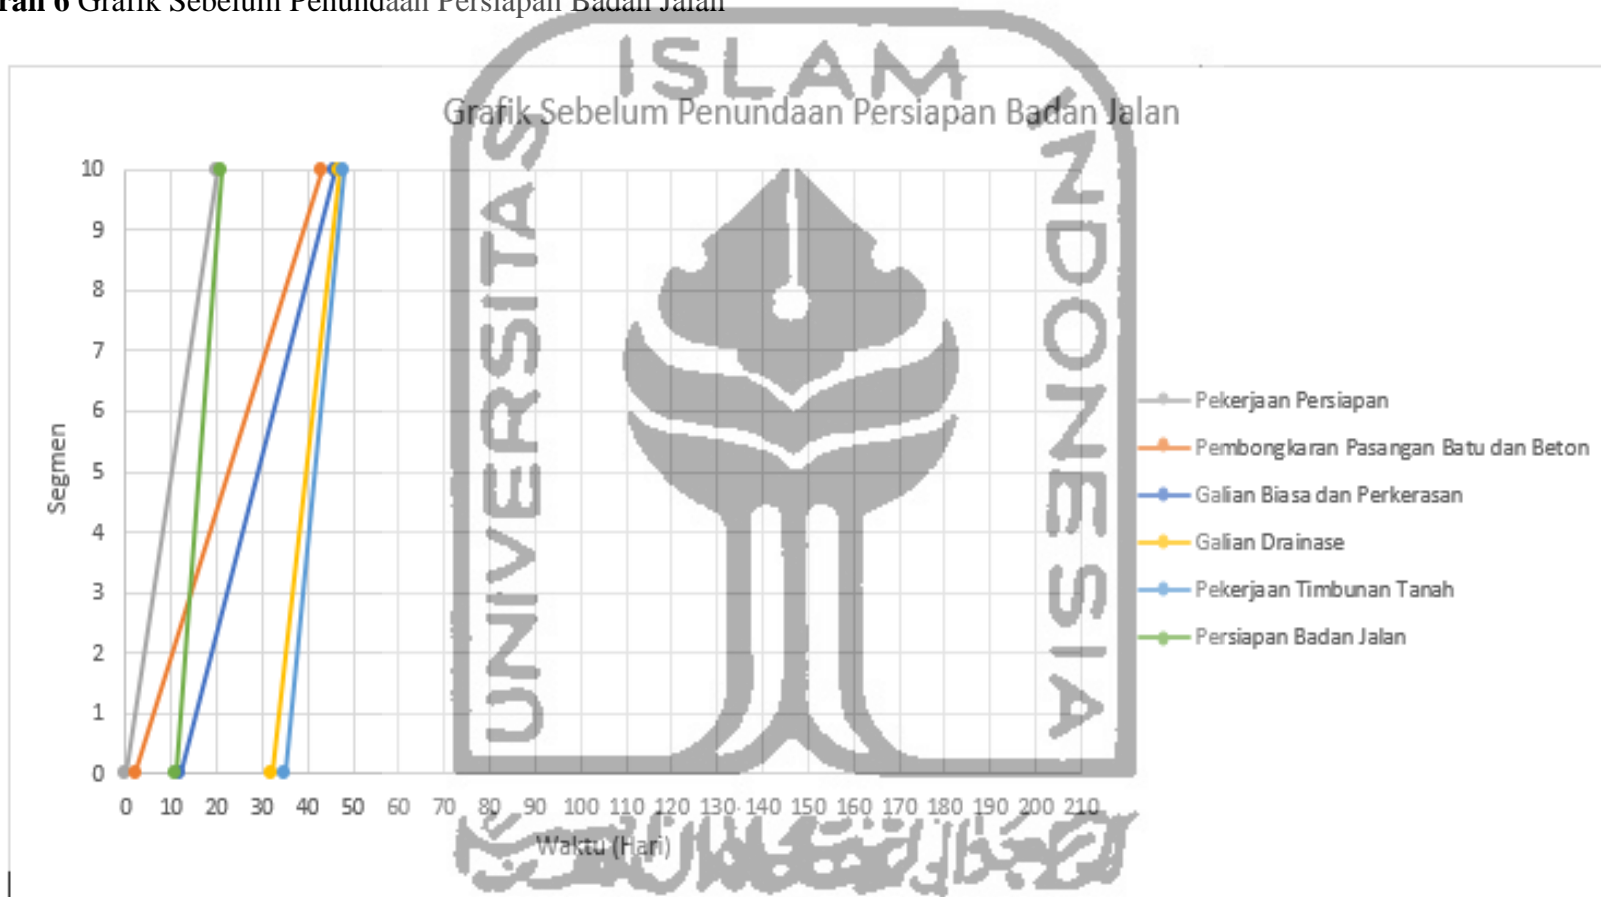 ran 6 Grafik Sebelum Penundaan Persiapan Badan Jalan
ISLAM
UNIVERSITAS
INDONESIA
Grafik Sebelum Penundaan Persiapan Badan Jalan
10
9
8
7
6
5
4
3
2
1
0
Segmen
0 10 20 30 40 50 60 70 80 90 100 110 120 130 140 150 160 170 180 190 200 210
Waktu (Hari)
Pekerjaan Persiapan
Pembongkaran Pasangan Batu dan Beton
Galian Biasa dan Perkerasan
Galian Drainase
Pekerjaan Timbunan Tanah
Persiapan Badan Jalan